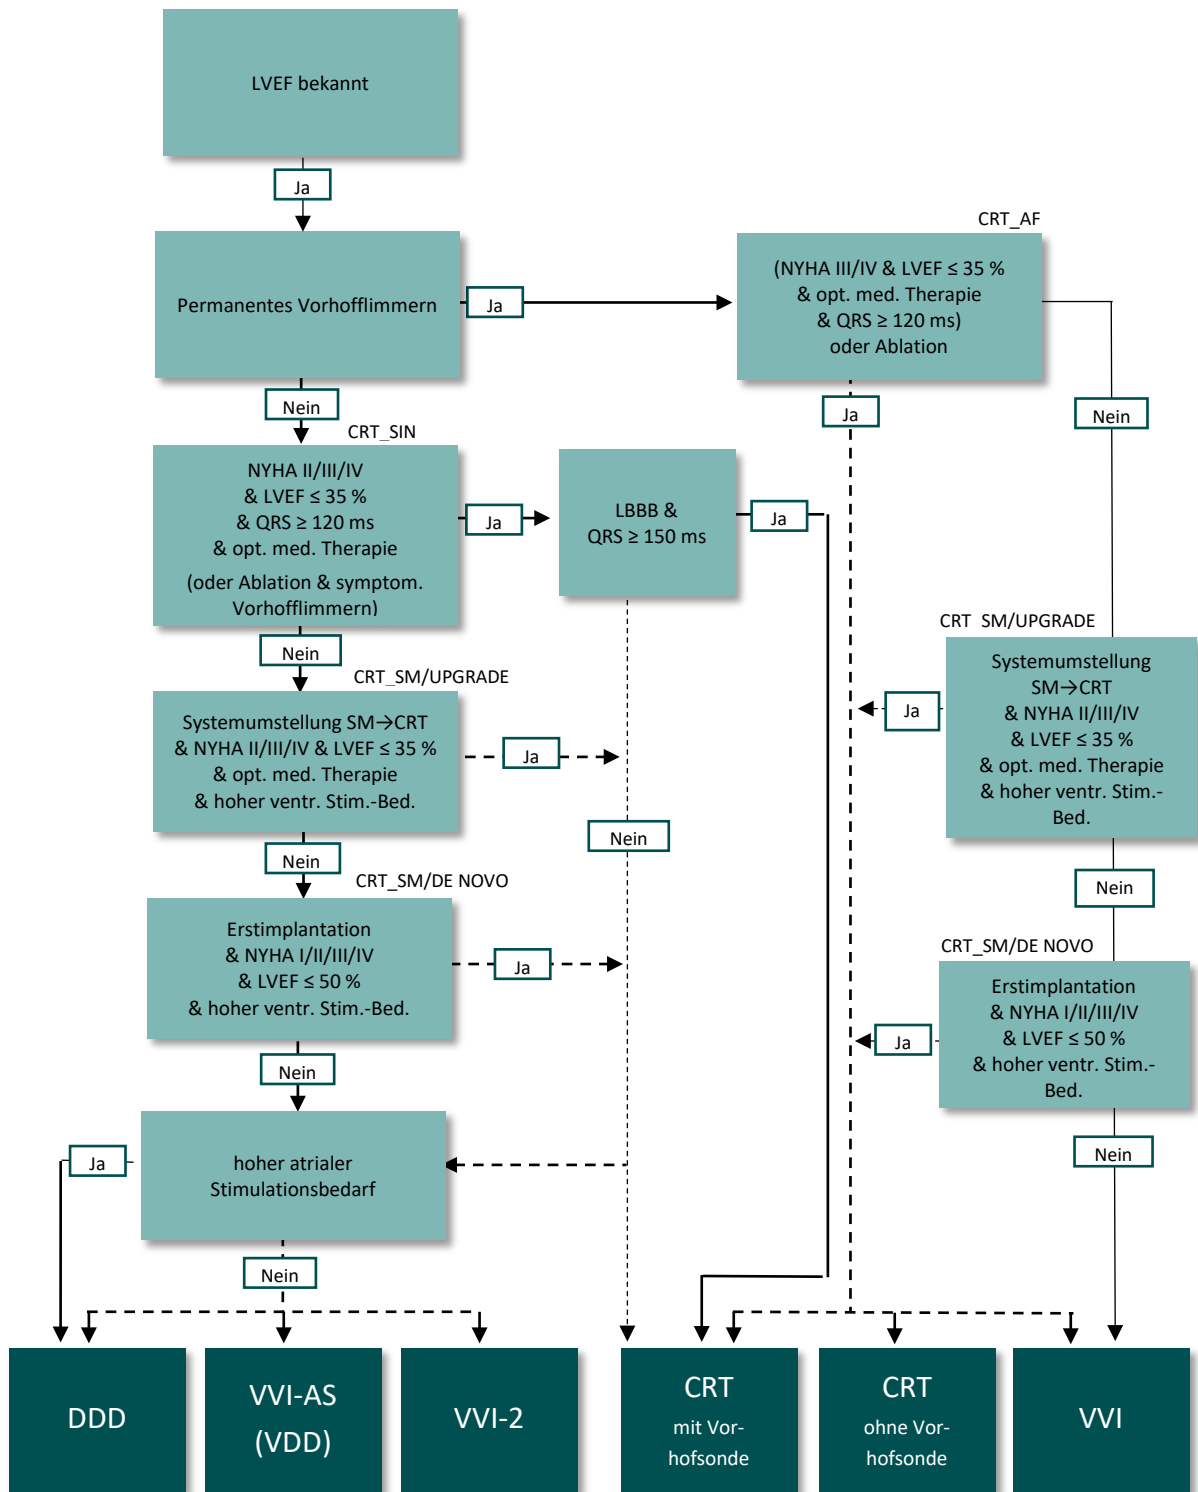 LVEF bekannt
Ja
CRT_AF
Permanentes Vorhofflimmern
Ja
(NYHA III/IV & LVEF ≤ 35 %
& opt. med. Therapie
& QRS ≥ 120 ms)
oder Ablation
Nein
Ja
Nein
CRT_SIN
NYHA II/III/IV
& LVEF ≤ 35 %
& QRS ≥ 120 ms
& opt. med. Therapie
(oder Ablation & symptom.
Vorhofflimmern)
Ja
LBBB &
QRS ≥ 150 ms
Ja
Nein
CRT_SM/UPGRADE
Systemumstellung SM→CRT
& NYHA II/III/IV & LVEF ≤ 35 %
& opt. med. Therapie
& hoher ventr. Stim.-Bed.
Ja
CRT_SM/UPGRADE
Systemumstellung
SM→CRT
& NYHA II/III/IV
& LVEF ≤ 35 %
& opt. med. Therapie
& hoher ventr. Stim.-
Bed.
Ja
Nein
Nein
Nein
CRT_SM/DE NOVO
Erstimplantation
& NYHA I/II/III/IV
& LVEF ≤ 50 %
& hoher ventr. Stim.-Bed.
Ja
CRT_SM/DE NOVO
Erstimplantation
& NYHA I/II/III/IV
& LVEF ≤ 50 %
& hoher ventr. Stim.-
Bed.
Ja
Nein
Nein
hoher atrialer
Stimulationsbedarf
Ja
Nein
DDD
VVI-AS
(VDD)
VVI-2
CRT
mit Vor-
hofsonde
CRT
ohne Vor-
hofsonde
VVI